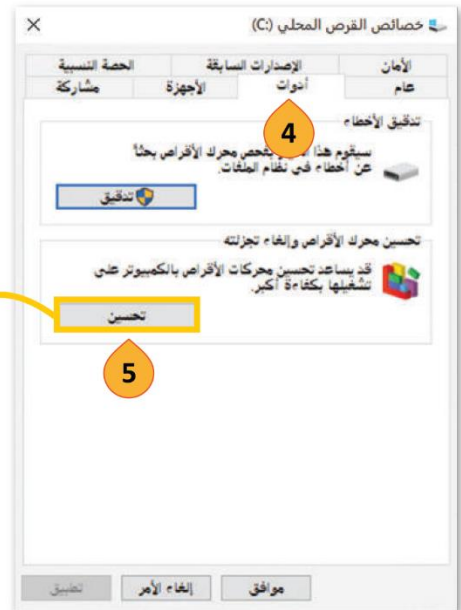 خصائص القرص المحلي (C:)
الأمان الإصدارات السابقة الحصة النسبية
عام أدوات الأجهزة مشاركة
4
تدقيق الأخطاء
سيقوم هذا بفحص محرك الأقراص بحثاً
عن أخطاء في نظام الملفات.
تدقيق
تحسين محرك الأقراص وإلغاء تجزئته
قد يساعد تحسين محركات الأقراص بالكمبيوتر على
تشغيلها بكفاءة أكبر.
تحسين
5
موافق إلغاء الأمر تطبيق